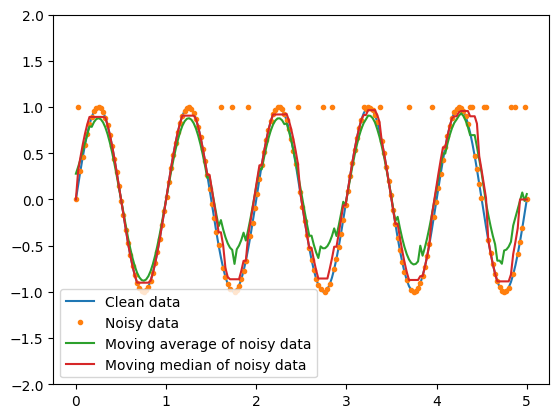 2.0
1.5
1.0
0.5
0.0
−0.5
−1.0
−1.5
−2.0
Clean data
Noisy data
Moving average of noisy data
Moving median of noisy data
0 1 2 3 4 5